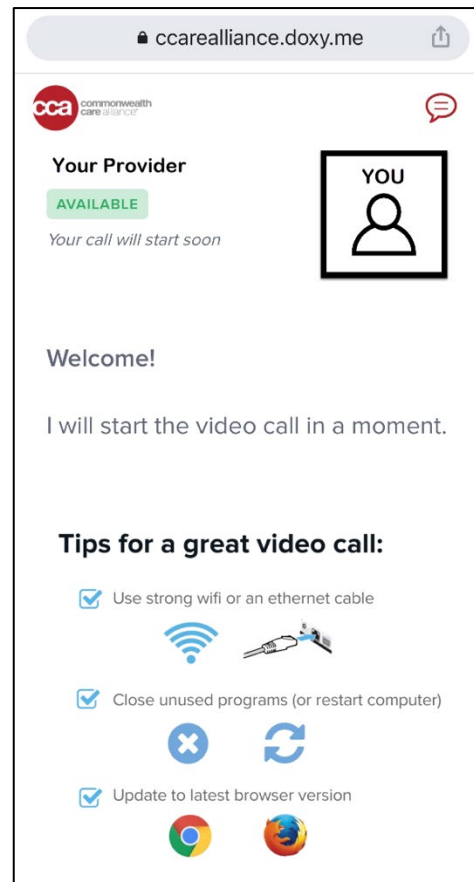 ccarealliance.doxy.me
cca commonwealth
care alliance
Your Provider
YOU
AVAILABLE
Your call will start soon
Welcome!
I will start the video call in a moment.
Tips for a great video call:
Use strong wifi or an ethernet cable
Close unused programs (or restart computer)
Update to latest browser version